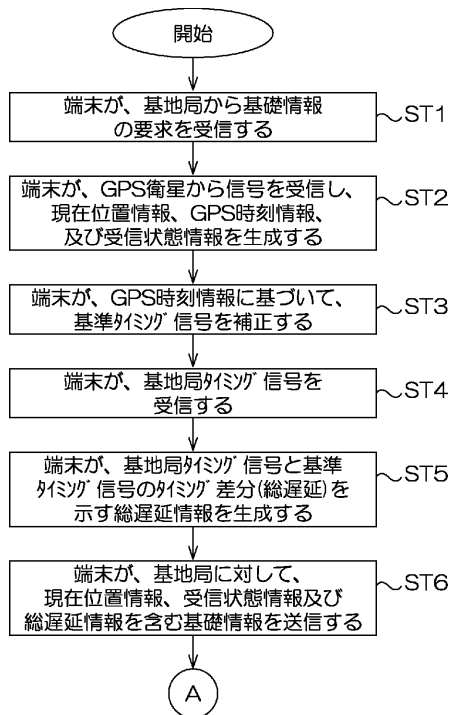 開始
端末が、基地局から基礎情報
の要求を受信する
ST1
端末が、GPS衛星から信号を受信し、
現在位置情報、GPS時刻情報、
及び受信状態情報を生成する
ST2
端末が、GPS時刻情報に基づいて、
基準ﾀｲﾐﾝｸﾞ信号を補正する
ST3
端末が、基地局ﾀｲﾐﾝｸﾞ信号を
受信する
ST4
端末が、基地局ﾀｲﾐﾝｸﾞ信号と基準
ﾀｲﾐﾝｸﾞ信号のﾀｲﾐﾝｸﾞ差分(総遅延)を
示す総遅延情報を生成する
ST5
端末が、基地局に対して、
現在位置情報、受信状態情報及び
総遅延情報を含む基礎情報を送信する
ST6
A